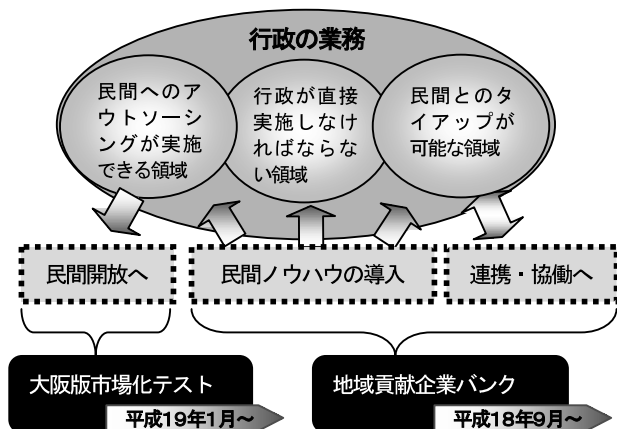 行政の業務
民間へのア
ウトソーシ
ングが実施
できる領域
行政が直接
実施しなけ
ればならな
い領域
民間とのタ
イアップが
可能な領域
民間開放へ
民間ノウハウの導入
連携・協働へ
大阪版市場化テスト
平成19年1月～
地域貢献企業バンク
平成18年9月～